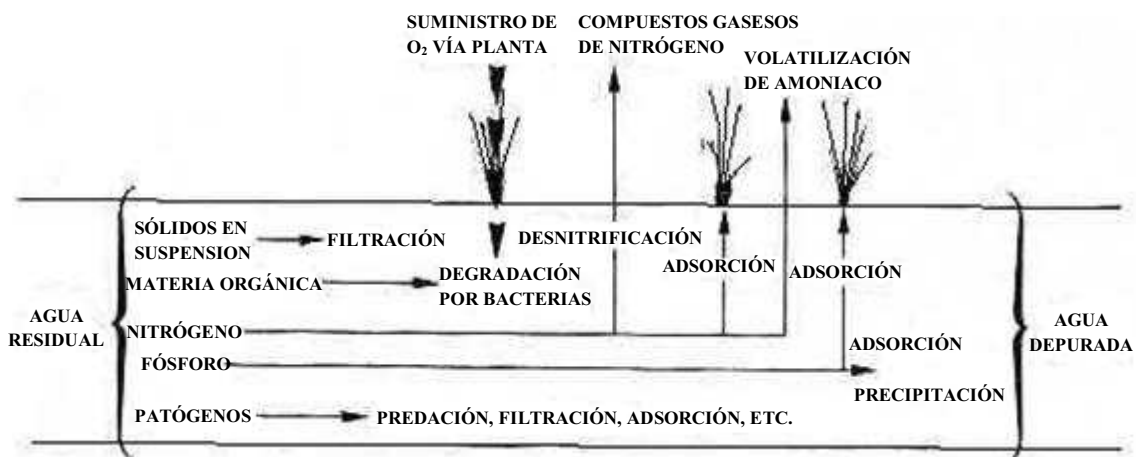 SUMINISTRO DE
O₂ VÍA PLANTA
COMPUESTOS GASESOS
DE NITRÓGENO
VOLATILIZACIÓN
DE AMONIACO
SÓLIDOS EN
SUSPENSION
FILTRACIÓN
DESNITRIFICACIÓN
ADSORCIÓN
ADSORCIÓN
MATERIA ORGÁNICA
DEGRADACIÓN
POR BACTERIAS
AGUA
RESIDUAL
NITRÓGENO
AGUA
DEPURADA
FÓSFORO
ADSORCIÓN
PRECIPITACIÓN
PATÓGENOS
PREDACIÓN, FILTRACIÓN, ADSORCIÓN, ETC.